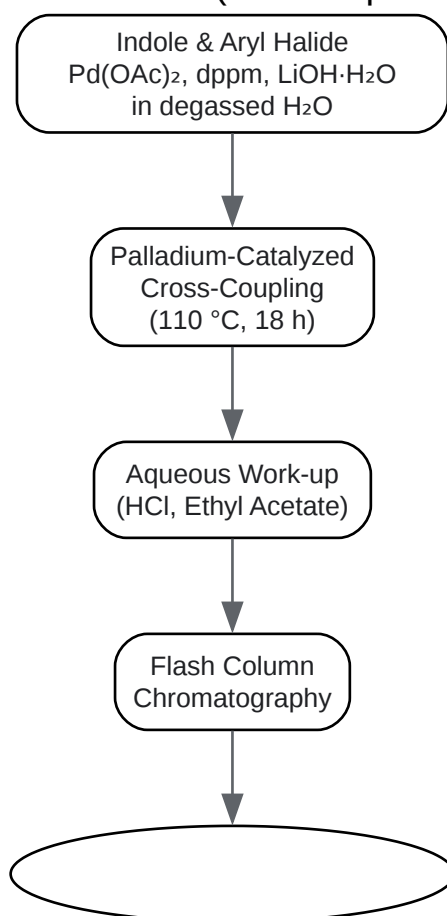 Indole & Aryl Halide
Pd(OAc)₂, dppm, LiOH·H₂O
in degassed H₂O
Palladium-Catalyzed
Cross-Coupling
(110 °C, 18 h)
Aqueous Work-up
(HCl, Ethyl Acetate)
Flash Column
Chromatography